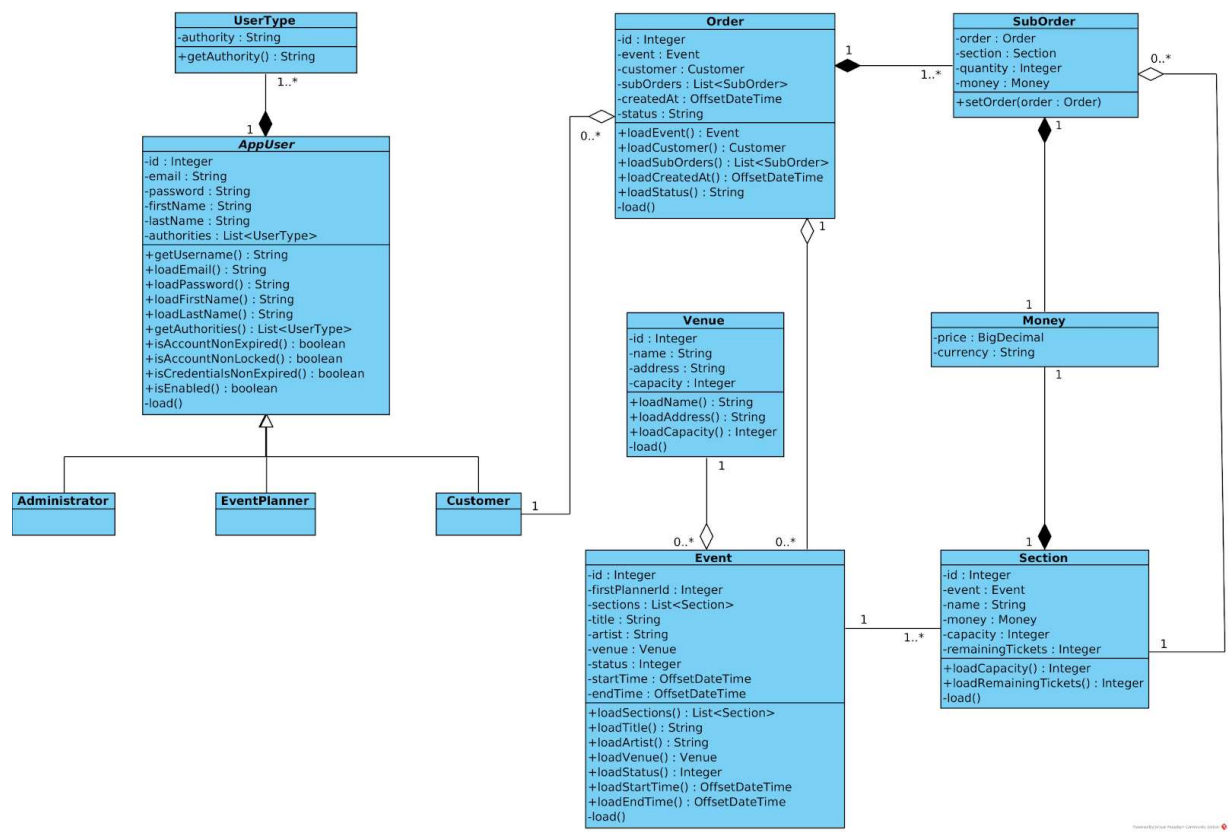 UserType
-authority : String
+getAuthority() : String
1..*
1
AppUser
-id : Integer
-email : String
-password : String
-firstName : String
-lastName : String
-authorities : List<UserType>
+getUsername() : String
+loadEmail() : String
+loadPassword() : String
+loadFirstName() : String
+loadLastName() : String
+getAuthorities() : List<UserType>
+isAccountNonExpired() : boolean
+isAccountNonLocked() : boolean
+isCredentialsNonExpired() : boolean
+isEnabled() : boolean
-load()
Administrator
EventPlanner
Customer
1
0..*
Order
-id : Integer
-event : Event
-customer : Customer
-subOrders : List<SubOrder>
-createdAt : OffsetDateTime
-status : String
+loadEvent() : Event
+loadCustomer() : Customer
+loadSubOrders() : List<SubOrder>
+loadCreatedAt() : OffsetDateTime
+loadStatus() : String
-load()
1
1..*
1
SubOrder
-order : Order
-section : Section
-quantity : Integer
-money : Money
+setOrder(order : Order)
0..*
1
1
Money
-price : BigDecimal
-currency : String
1
1
Venue
-id : Integer
-name : String
-address : String
-capacity : Integer
+loadName() : String
+loadAddress() : String
+loadCapacity() : Integer
-load()
1
0..*
0..*
Event
-id : Integer
-firstPlannerId : Integer
-sections : List<Section>
-title : String
-artist : String
-venue : Venue
-status : Integer
-startTime : OffsetDateTime
-endTime : OffsetDateTime
+loadSections() : List<Section>
+loadTitle() : String
+loadArtist() : String
+loadVenue() : Venue
+loadStatus() : Integer
+loadStartTime() : OffsetDateTime
+loadEndTime() : OffsetDateTime
-load()
1
1..*
Section
-id : Integer
-event : Event
-name : String
-money : Money
-capacity : Integer
-remainingTickets : Integer
+loadCapacity() : Integer
+loadRemainingTickets() : Integer
-load()
1
Powered By Visual Paradigm Community Edition